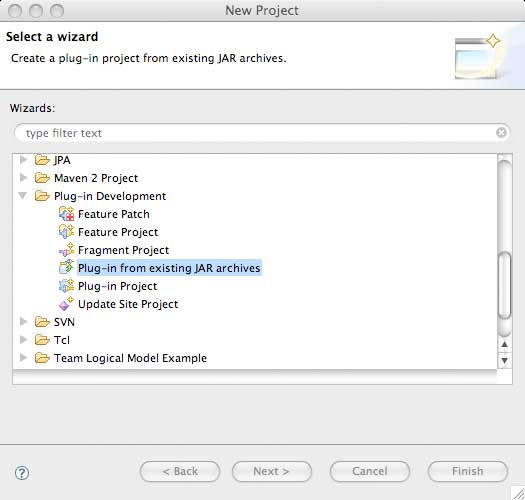 New Project
Select a wizard
Create a plug-in project from existing JAR archives.
Wizards:
type filter text
JPA
Maven 2 Project
Plug-in Development
Feature Patch
Feature Project
Fragment Project
Plug-in from existing JAR archives
Plug-in Project
Update Site Project
SVN
Tcl
Team Logical Model Example
?
< Back
Next >
Cancel
Finish